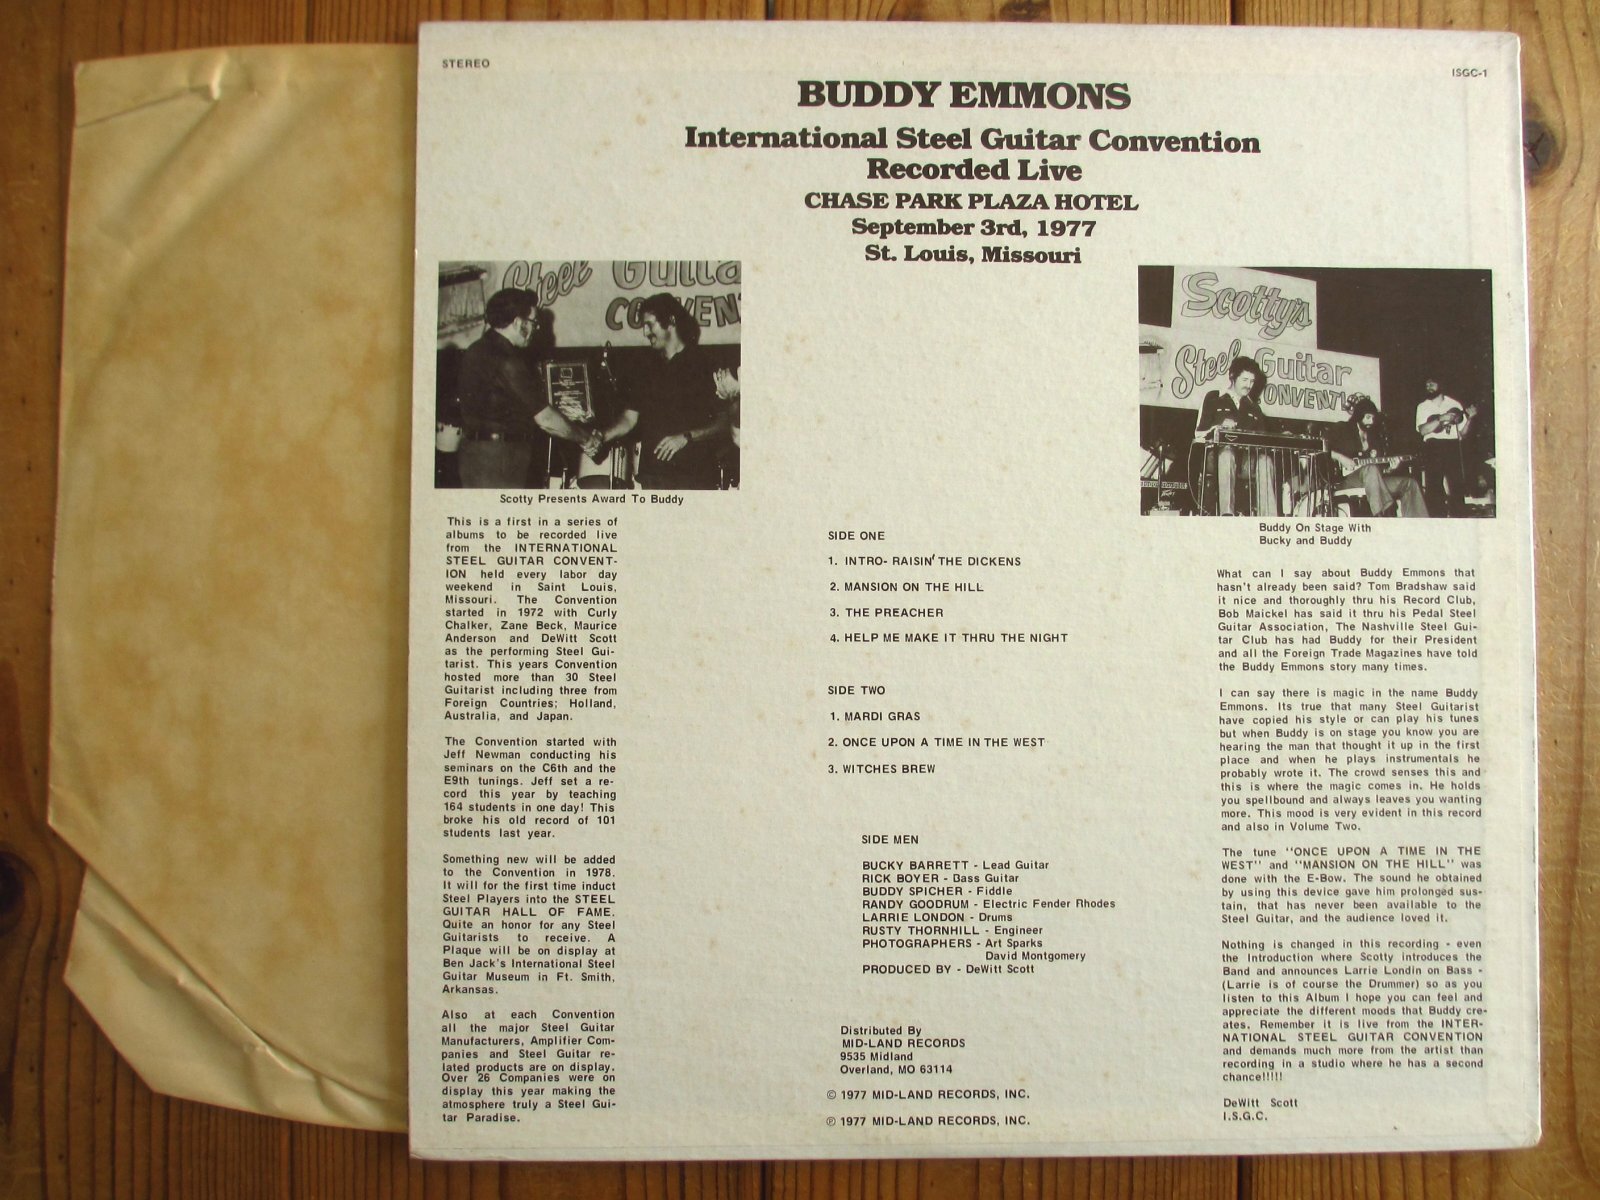 STEREO
ISGC-1
BUDDY EMMONS
International Steel Guitar Convention
Recorded Live
CHASE PARK PLAZA HOTEL
September 3rd, 1977
St. Louis, Missouri
Steel Guita
CONVEN
Scotty Presents Award To Buddy
Scotty's
Steel Guitar
CONVENTI
Buddy On Stage With
Bucky and Buddy
This is a first in a series of
albums to be recorded live
from the INTERNATIONAL
STEEL GUITAR CONVENT-
ION held every labor day
weekend in Saint Louis,
Missouri. The Convention
started in 1972 with Curly
Chalker, Zane Beck, Maurice
Anderson and DeWitt Scott
as the performing Steel Gui-
tarist. This years Convention
hosted more than 30 Steel
Guitarist including three from
Foreign Countries; Holland,
Australia, and Japan.
The Convention started with
Jeff Newman conducting his
seminars on the C6th and the
E9th tunings. Jeff set a re-
cord this year by teaching
164 students in one day! This
broke his old record of 101
students last year.
Something new will be added
to the Convention in 1978.
It will for the first time induct
Steel Players into the STEEL
GUITAR HALL OF FAME.
Quite an honor for any Steel
Guitarists to receive. A
Plaque will be on display at
Ben Jack's International Steel
Guitar Museum in Ft. Smith,
Arkansas.
Also at each Convention
all the major Steel Guitar
Manufacturers, Amplifier Com-
panies and Steel Guitar re-
lated products are on display.
Over 26 Companies were on
display this year making the
atmosphere truly a Steel Gui-
tar Paradise.
SIDE ONE
1. INTRO- RAISIN' THE DICKENS
2. MANSION ON THE HILL
3. THE PREACHER
4. HELP ME MAKE IT THRU THE NIGHT
SIDE TWO
1. MARDI GRAS
2. ONCE UPON A TIME IN THE WEST
3. WITCHES BREW
SIDE MEN
BUCKY BARRETT - Lead Guitar
RICK BOYER - Bass Guitar
BUDDY SPICHER - Fiddle
RANDY GOODRUM - Electric Fender Rhodes
LARRIE LONDON - Drums
RUSTY THORNHILL - Engineer
PHOTOGRAPHERS - Art Sparks
David Montgomery
PRODUCED BY - DeWitt Scott
Distributed By
MID-LAND RECORDS
9535 Midland
Overland, MO 63114
© 1977 MID-LAND RECORDS, INC.
℗ 1977 MID-LAND RECORDS, INC.
What can I say about Buddy Emmons that
hasn't already been said? Tom Bradshaw said
it nice and thoroughly thru his Record Club,
Bob Maickel has said it thru his Pedal Steel
Guitar Association, The Nashville Steel Gui-
tar Club has had Buddy for their President
and all the Foreign Trade Magazines have told
the Buddy Emmons story many times.
I can say there is magic in the name Buddy
Emmons. Its true that many Steel Guitarist
have copied his style or can play his tunes
but when Buddy is on stage you know you are
hearing the man that thought it up in the first
place and when he plays instrumentals he
probably wrote it. The crowd senses this and
this is where the magic comes in. He holds
you spellbound and always leaves you wanting
more. This mood is very evident in this record
and also in Volume Two.
The tune "ONCE UPON A TIME IN THE
WEST" and "MANSION ON THE HILL" was
done with the E-Bow. The sound he obtained
by using this device gave him prolonged sus-
tain, that has never been available to the
Steel Guitar, and the audience loved it.
Nothing is changed in this recording - even
the Introduction where Scotty introduces the
Band and announces Larrie Londin on Bass -
(Larrie is of course the Drummer) so as you
listen to this Album I hope you can feel and
appreciate the different moods that Buddy cre-
ates. Remember it is live from the INTER-
NATIONAL STEEL GUITAR CONVENTION
and demands much more from the artist than
recording in a studio where he has a second
chance!!!!!
DeWitt Scott
I.S.G.C.